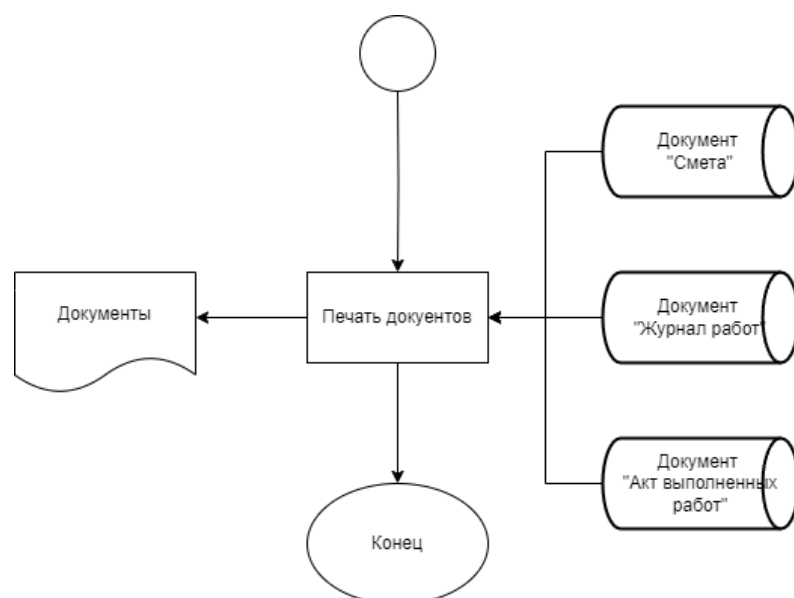 Документ
"Смета"
Документы
Печать докуентов
Документ
"Журнал работ"
Документ
"Акт выполненных
работ"
Конец